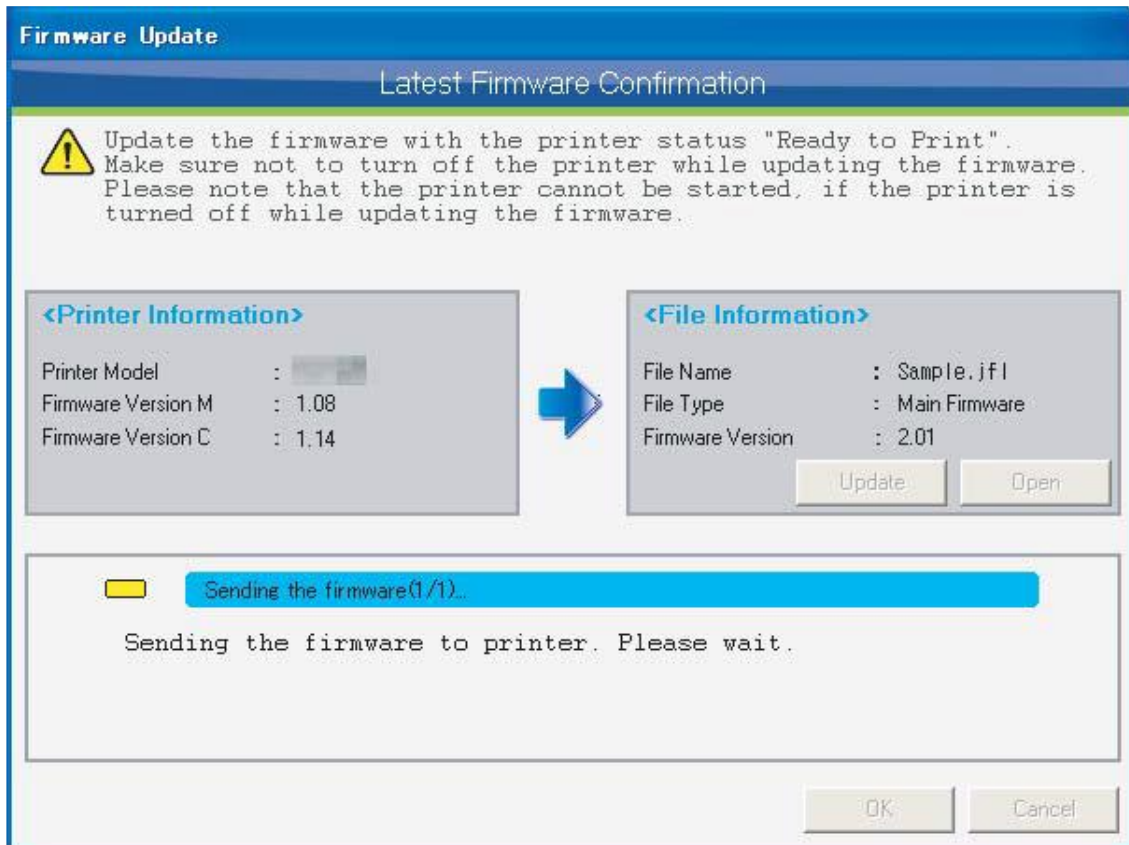 Firmware Update
Latest Firmware Confirmation
Update the firmware with the printer status "Ready to Print".
Make sure not to turn off the printer while updating the firmware.
Please note that the printer cannot be started, if the printer is
turned off while updating the firmware.
<Printer Information>
Printer Model :
Firmware Version M : 1.08
Firmware Version C : 1.14
<File Information>
File Name : Sample.jfl
File Type : Main Firmware
Firmware Version : 2.01
Update Open
Sending the firmware(1/1)...
Sending the firmware to printer. Please wait.
OK Cancel